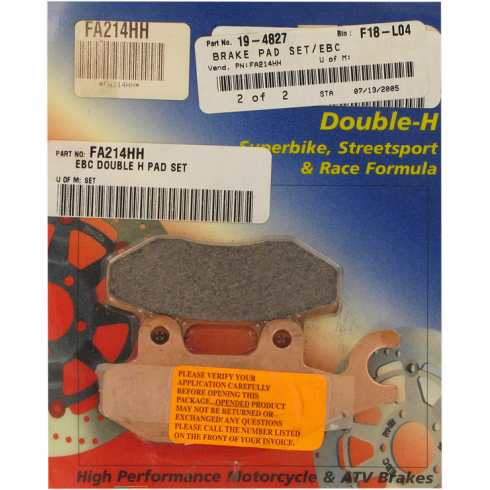 FA214HH
*FA214HH*
Part No. 19-4827 Bin: F18-L04
BRAKE PAD SET/EBC
Vend. PN:FA214HH U of M:
2 of 2 STA 07/13/2005
Double-H
Superbike, Streetsport
& Race Formula
PART NO: FA214HH
EBC DOUBLE H PAD SET
U OF M: SET
PLEASE VERIFY YOUR
APPLICATION CAREFULLY
BEFORE OPENING THIS
PACKAGE...OPENED PRODUCT
MAY NOT BE RETURNED OR
EXCHANGED! ANY QUESTIONS
PLEASE CALL THE NUMBER LISTED
ON THE FRONT OF YOUR INVOICE.
High Performance Motorcycle & ATV Brakes